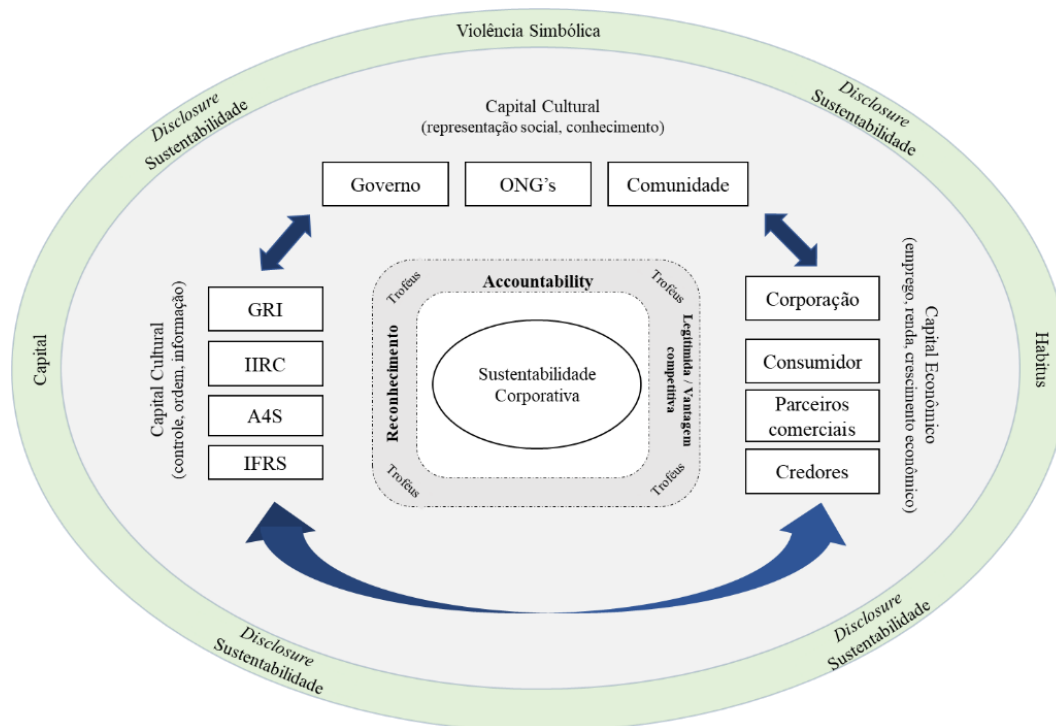 Violência Simbólica
Disclosure
Sustentabilidade
Disclosure
Sustentabilidade
Capital Cultural
(representação social, conhecimento)
Governo
ONG's
Comunidade
Capital
Capital Cultural
(controle, ordem, informação)
GRI
IIRC
A4S
IFRS
Troféus
Accountability
Troféus
Reconhecimento
Sustentabilidade
Corporativa
Legitimida / Vantagem
competitiva
Troféus
Troféus
Corporação
Consumidor
Parceiros
comerciais
Credores
Capital Econômico
(emprego, renda, crescimento econômico)
Habitus
Disclosure
Sustentabilidade
Disclosure
Sustentabilidade